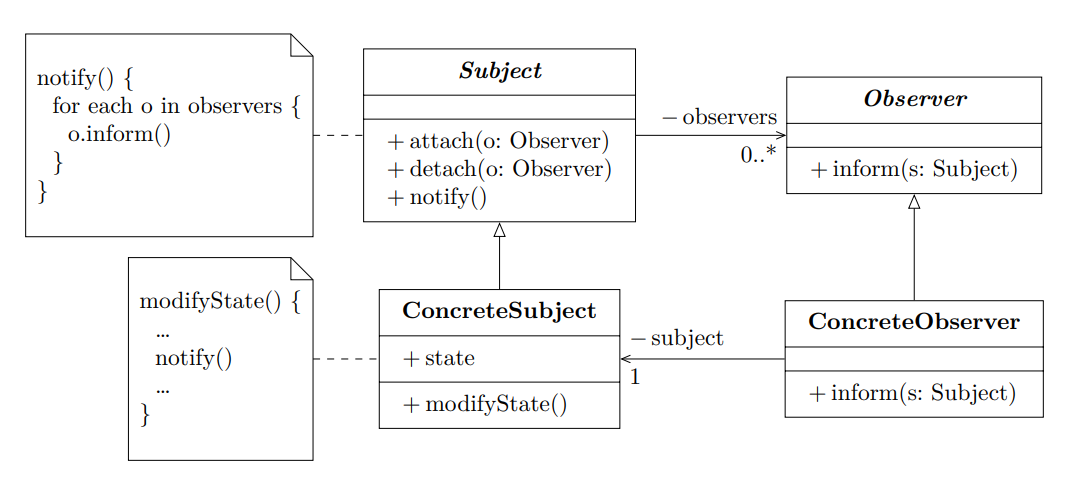 notify() {
for each o in observers {
o.inform()
}
}
Subject
+ attach(o: Observer)
+ detach(o: Observer)
+ notify()
− observers
0..*
Observer
+ inform(s: Subject)
modifyState() {
...
notify()
...
}
ConcreteSubject
+ state
+ modifyState()
− subject
1
ConcreteObserver
+ inform(s: Subject)